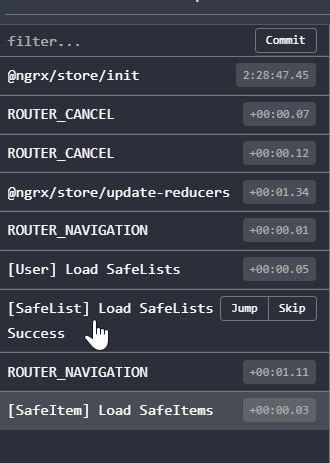 filter...
Commit
@ngrx/store/init
2:28:47.45
ROUTER_CANCEL
+00:00.07
ROUTER_CANCEL
+00:00.12
@ngrx/store/update-reducers
+00:01.34
ROUTER_NAVIGATION
+00:00.01
[User] Load SafeLists
+00:00.05
[SafeList] Load SafeLists
Success
Jump
Skip
ROUTER_NAVIGATION
+00:01.11
[SafeItem] Load SafeItems
+00:00.03